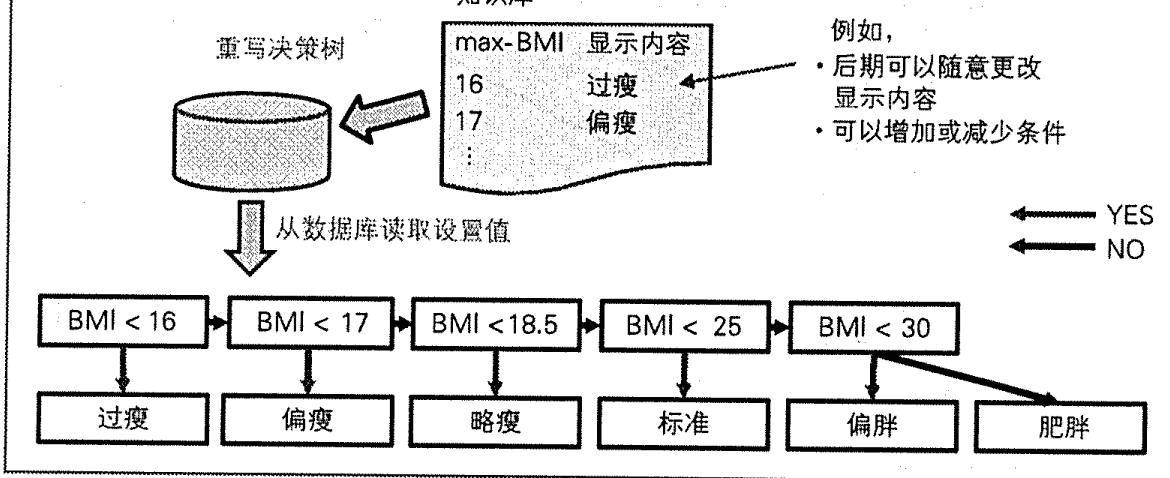 知识库
重写决策树
max-BMI 显示内容
16 过瘦
17 偏瘦
⋮
例如，
・后期可以随意更改
显示内容
・可以增加或减少条件
从数据库读取设置值
YES
NO
BMI < 16
BMI < 17
BMI <18.5
BMI < 25
BMI < 30
过瘦
偏瘦
略瘦
标准
偏胖
肥胖